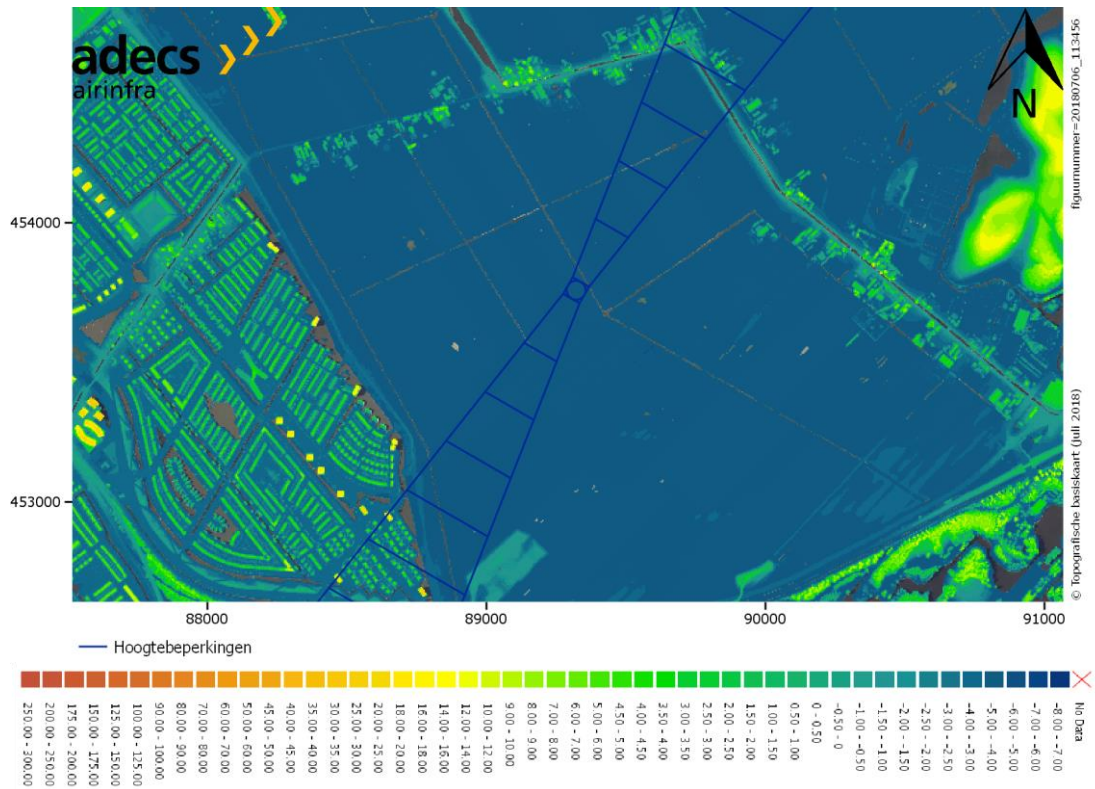 adecs
airinfra
N
figuurnummer=20180706_113456
© Topografische basiskaart (juli 2018)
454000
453000
88000
89000
90000
91000
Hoogtebeperkingen
250.00 - 300.00
200.00 - 250.00
175.00 - 200.00
150.00 - 175.00
125.00 - 150.00
100.00 - 125.00
90.00 - 100.00
80.00 - 90.00
70.00 - 80.00
60.00 - 70.00
50.00 - 60.00
45.00 - 50.00
40.00 - 45.00
35.00 - 40.00
30.00 - 35.00
25.00 - 30.00
20.00 - 25.00
18.00 - 20.00
16.00 - 18.00
14.00 - 16.00
12.00 - 14.00
10.00 - 12.00
9.00 - 10.00
8.00 - 9.00
7.00 - 8.00
6.00 - 7.00
5.00 - 6.00
4.50 - 5.00
4.00 - 4.50
3.50 - 4.00
3.00 - 3.50
2.50 - 3.00
2.00 - 2.50
1.50 - 2.00
1.00 - 1.50
0.50 - 1.00
0 - 0.50
-0.50 - 0
-1.00 - -0.50
-1.50 - -1.00
-2.00 - -1.50
-2.50 - -2.00
-3.00 - -2.50
-4.00 - -3.00
-5.00 - -4.00
-6.00 - -5.00
-7.00 - -6.00
-8.00 - -7.00
No Data